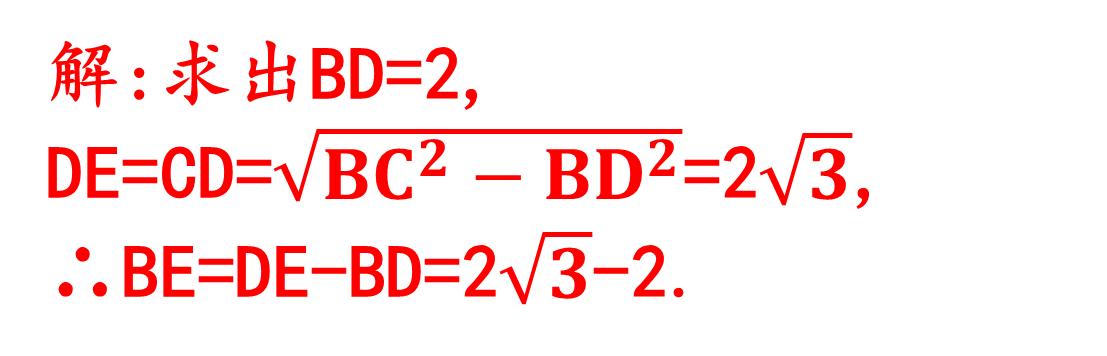 解:求出BD=2,
DE=CD=√(BC²－BD²)=2√3,
∴BE=DE-BD=2√3-2.